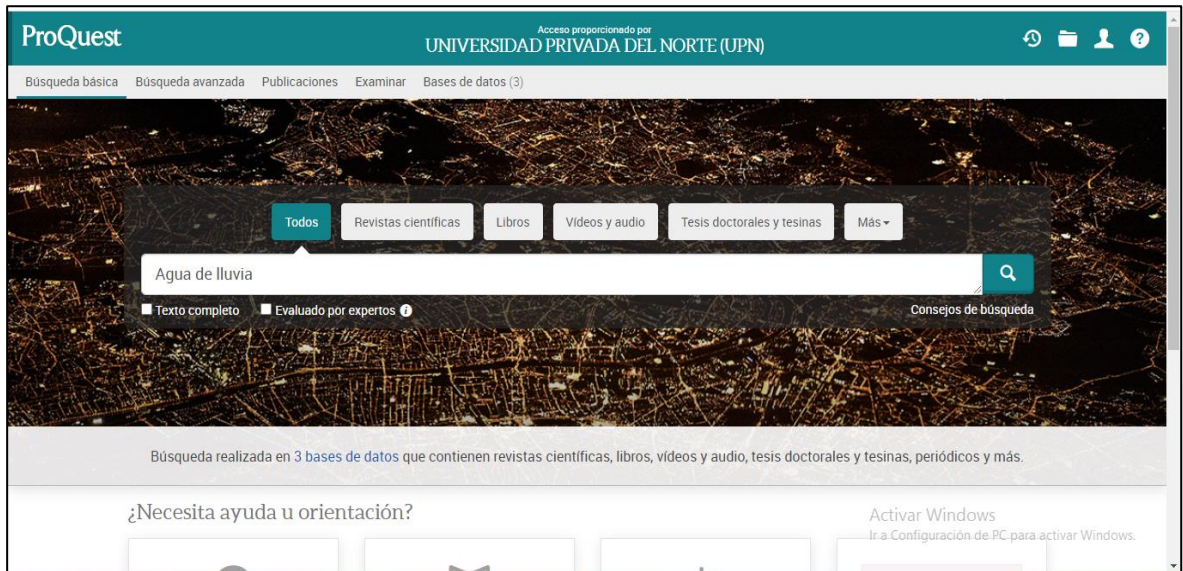 ProQuest
Acceso proporcionado por
UNIVERSIDAD PRIVADA DEL NORTE (UPN)
Búsqueda básica Búsqueda avanzada Publicaciones Examinar Bases de datos (3)
Todos Revistas científicas Libros Vídeos y audio Tesis doctorales y tesinas Más
Agua de lluvia
Texto completo Evaluado por expertos Consejos de búsqueda
Búsqueda realizada en 3 bases de datos que contienen revistas científicas, libros, vídeos y audio, tesis doctorales y tesinas, periódicos y más.
¿Necesita ayuda u orientación?
Activar Windows
Ir a Configuración de PC para activar Windows.